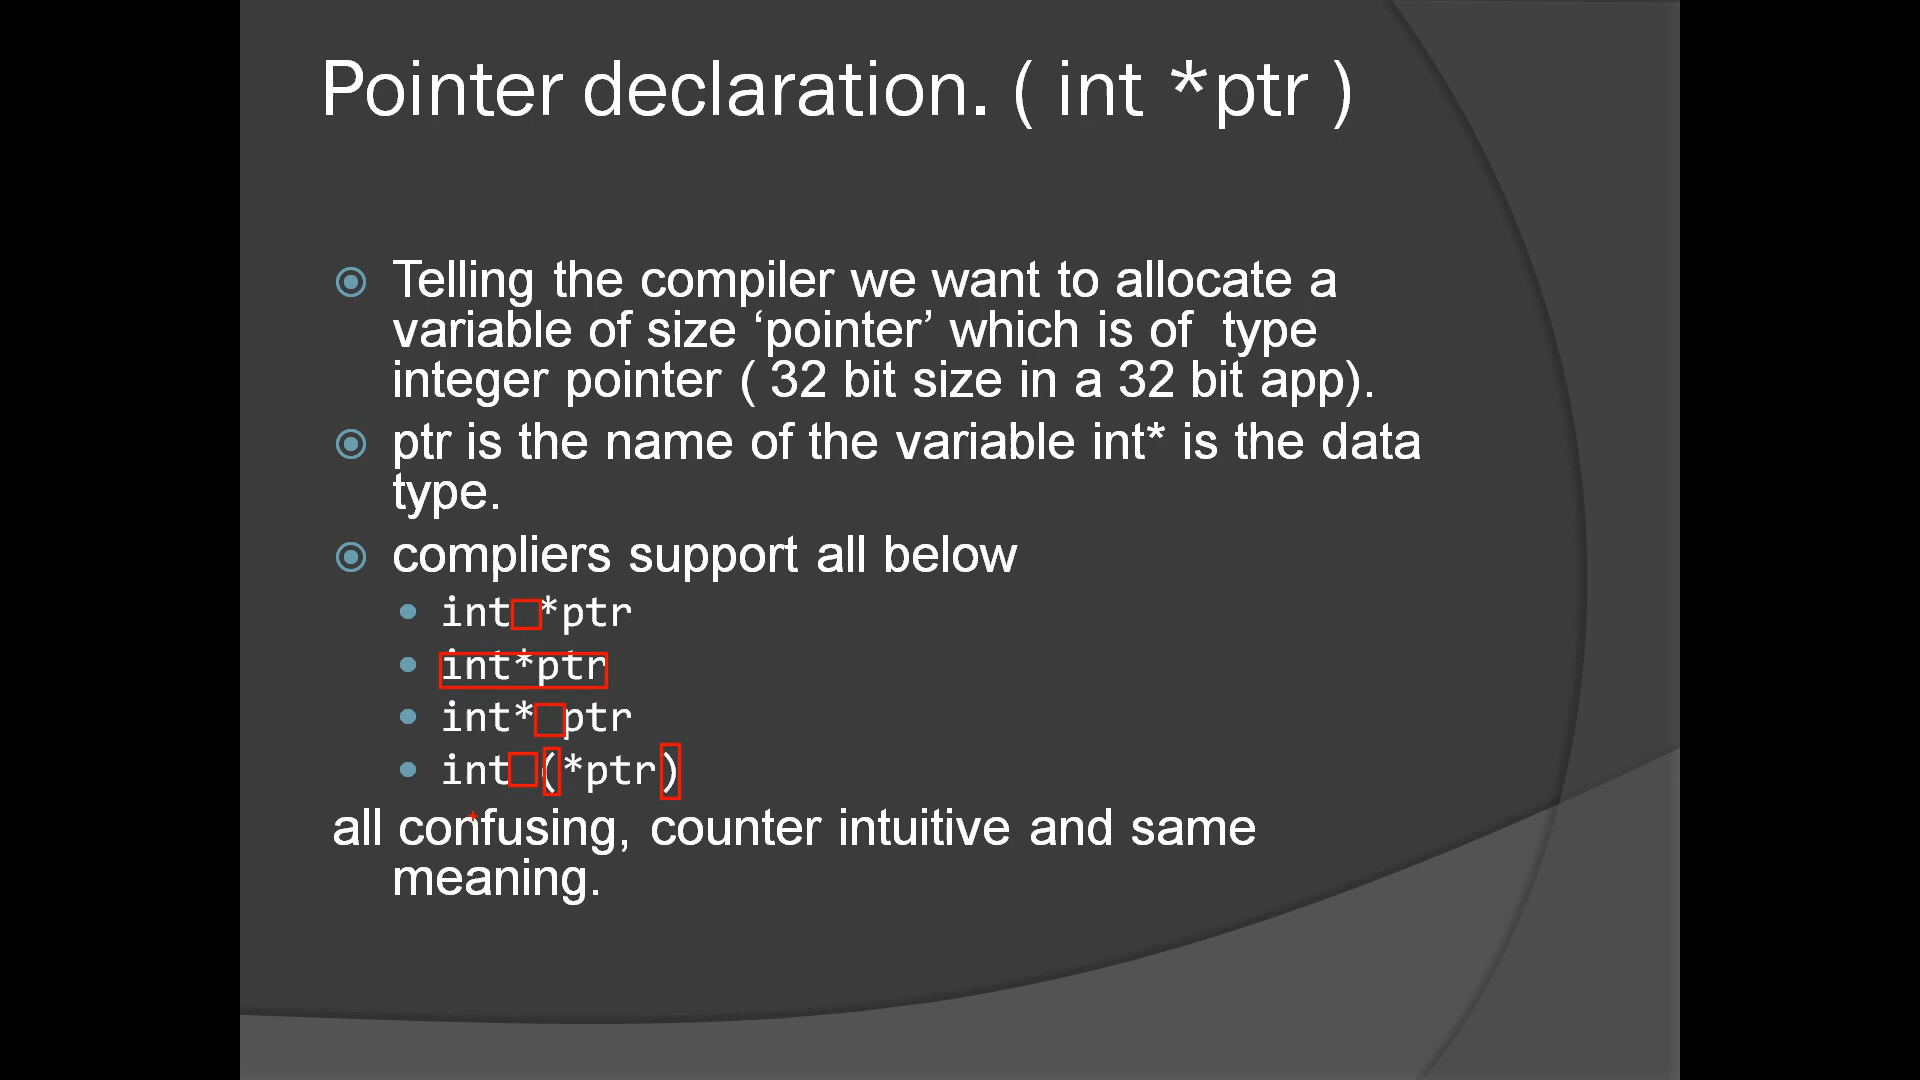 Pointer declaration. ( int *ptr )
Telling the compiler we want to allocate a
variable of size ‘pointer’ which is of  type
integer pointer ( 32 bit size in a 32 bit app).
ptr is the name of the variable int* is the data
type.
compliers support all below
int *ptr
int*ptr
int* ptr
int (*ptr)
all confusing, counter intuitive and same
meaning.